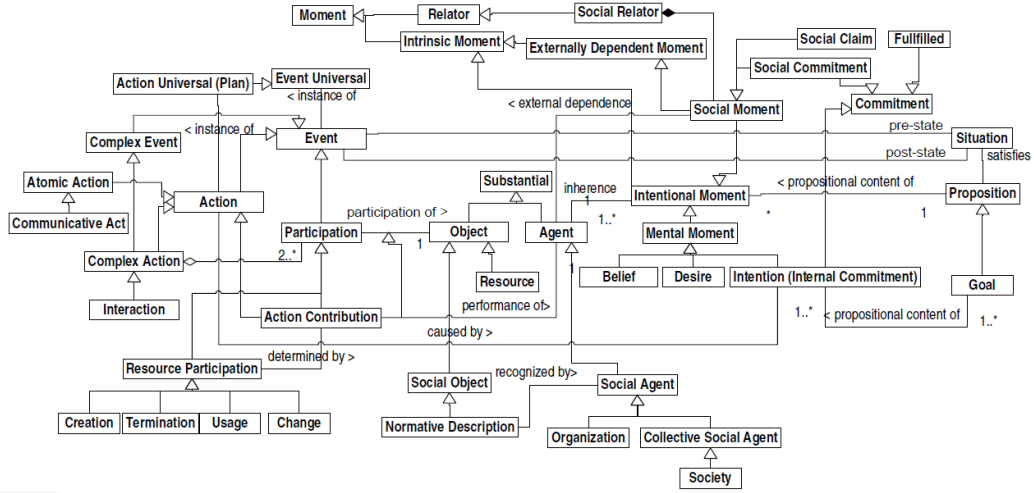 Moment
Relator
Social Relator
Intrinsic Moment
Externally Dependent Moment
Social Claim
Fullfilled
Social Commitment
Action Universal (Plan)
Event Universal
< instance of
< external dependence
Commitment
Social Moment
< instance of
Complex Event
Event
pre-state
Situation
post-state
satisfies
Atomic Action
Action
Substantial
inherence
1
Intentional Moment
< propositional content of
Proposition
Communicative Act
participation of >
1..*
*
1
Participation
1
Object
Agent
Mental Moment
2..*
Complex Action
1
Resource
Belief
Desire
Intention (Internal Commitment)
Goal
Interaction
performance of>
Action Contribution
1..*
< propositional content of
1..*
caused by >
determined by >
Resource Participation
Social Object
recognized by>
Social Agent
Creation
Termination
Usage
Change
Normative Description
Organization
Collective Social Agent
Society